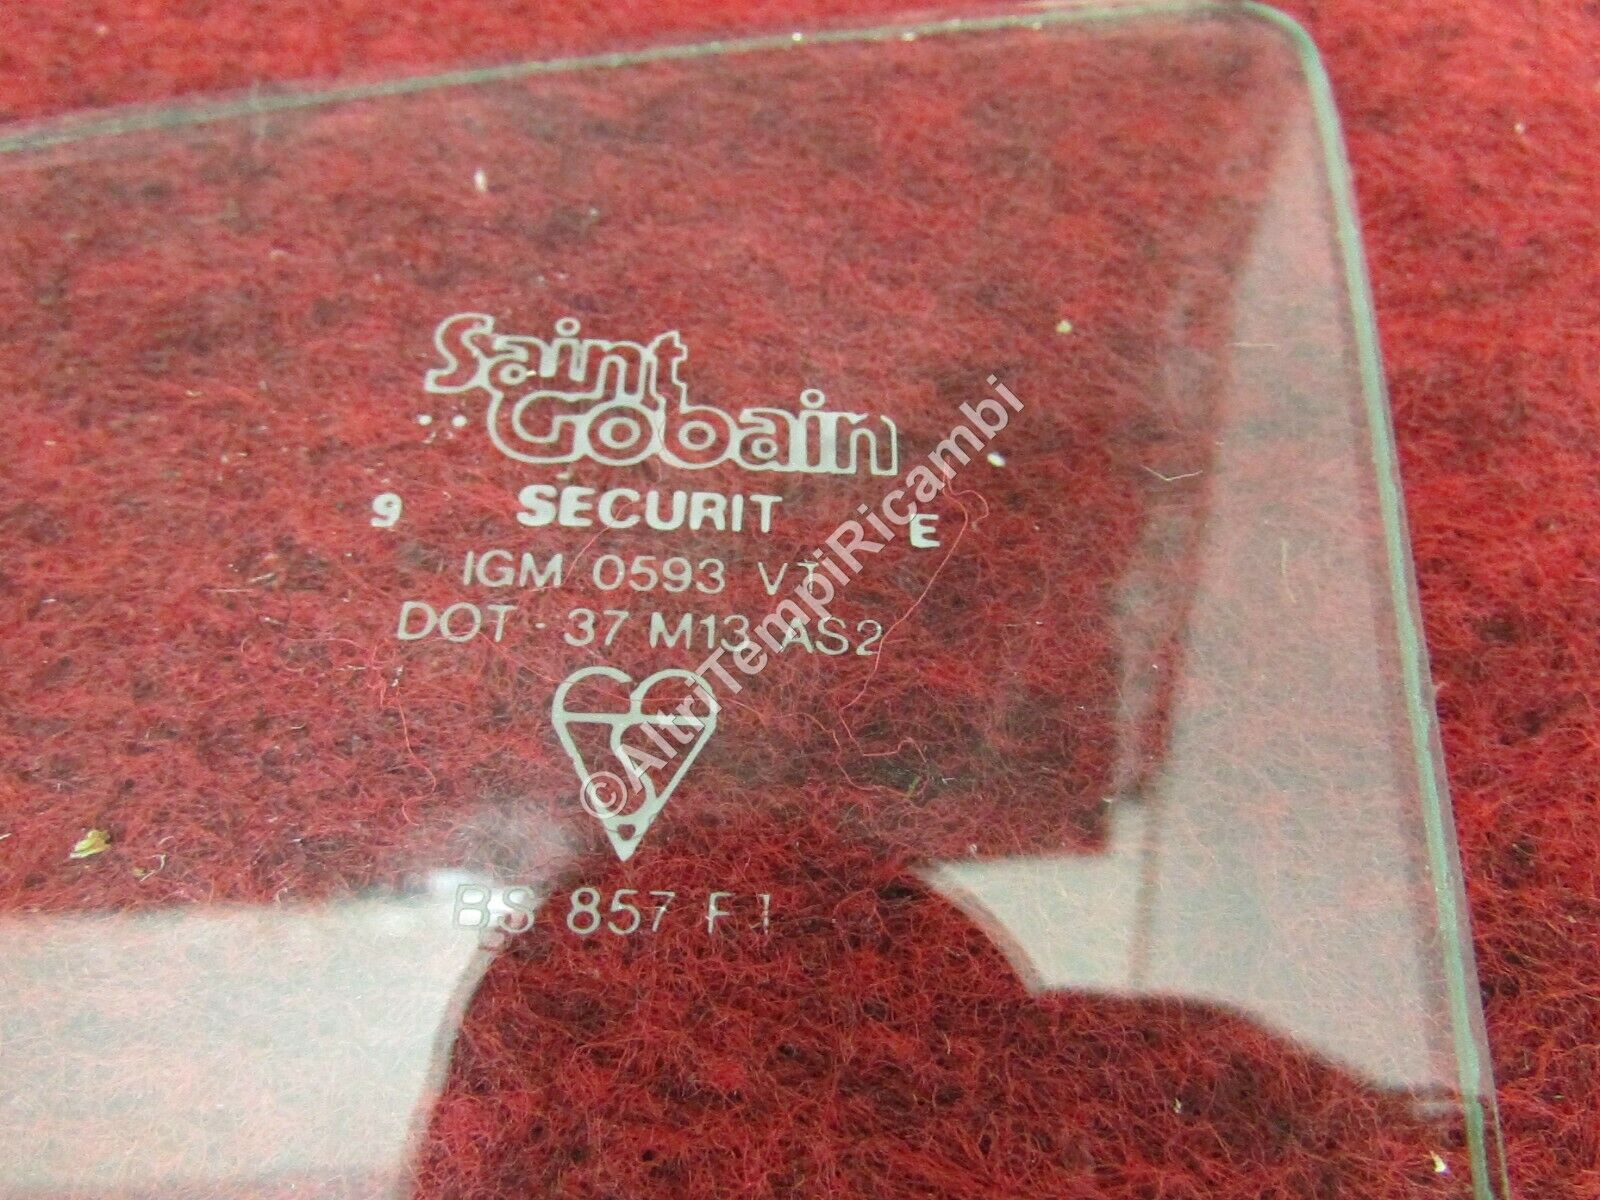 Saint
Gobain
9 SECURIT E
IGM 0593 VT
DOT · 37 M13 AS2
BS 857 F1
©AltriTempiRicambi